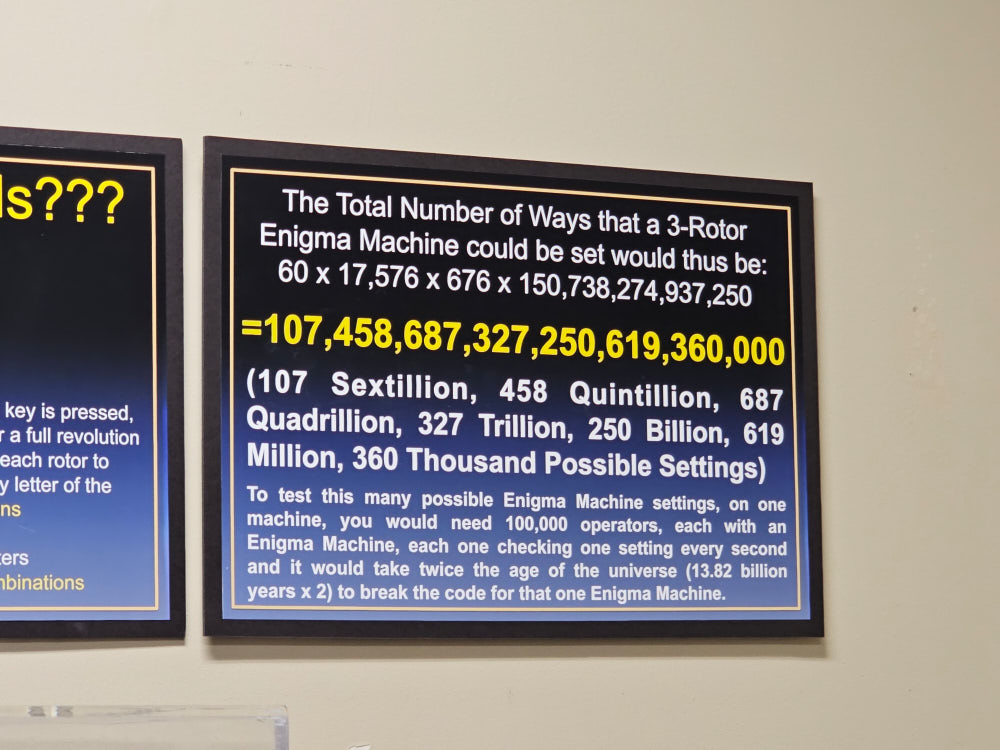 ls???
key is pressed,
r a full revolution
each rotor to
y letter of the
ns
ters
mbinations
The Total Number of Ways that a 3-Rotor
Enigma Machine could be set would thus be:
60 x 17,576 x 676 x 150,738,274,937,250
=107,458,687,327,250,619,360,000
(107 Sextillion, 458 Quintillion, 687
Quadrillion, 327 Trillion, 250 Billion, 619
Million, 360 Thousand Possible Settings)
To test this many possible Enigma Machine settings, on one
machine, you would need 100,000 operators, each with an
Enigma Machine, each one checking one setting every second
and it would take twice the age of the universe (13.82 billion
years x 2) to break the code for that one Enigma Machine.